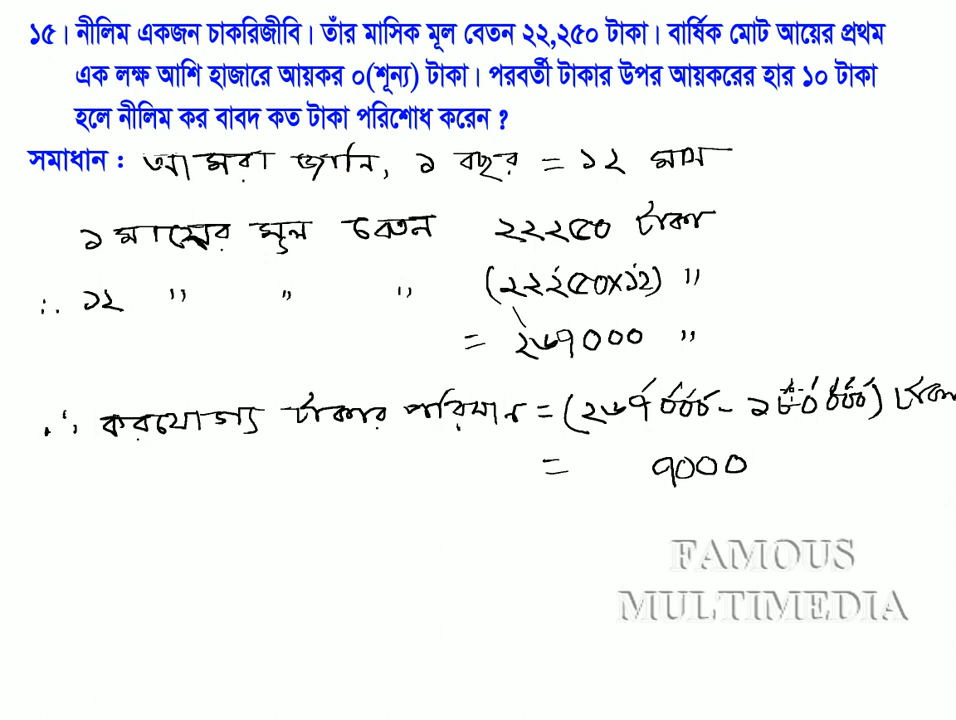 ১৫। নীলিম একজন চাকরিজীবি। তাঁর মাসিক মূল বেতন ২২,২৫০ টাকা। বার্ষিক মোট আয়ের প্রথম
এক লক্ষ আশি হাজারে আয়কর ০(শূন্য) টাকা। পরবর্তী টাকার উপর আয়করের হার ১০ টাকা
হলে নীলিম কর বাবদ কত টাকা পরিশোধ করেন ?
সমাধান : আমরা জানি, ১ বছর = ১২ মাস
১ মাসের মূল বেতন ২২২৫০ টাকা
∴ ১২ " " " (২২২৫০×১২) "
= ২৬৭০০০ "
∴ করযোগ্য টাকার পরিমান = (২৬৭০০০ - ১৮০০০০) টাকা
= ৭০০০
FAMOUS
MULTIMEDIA